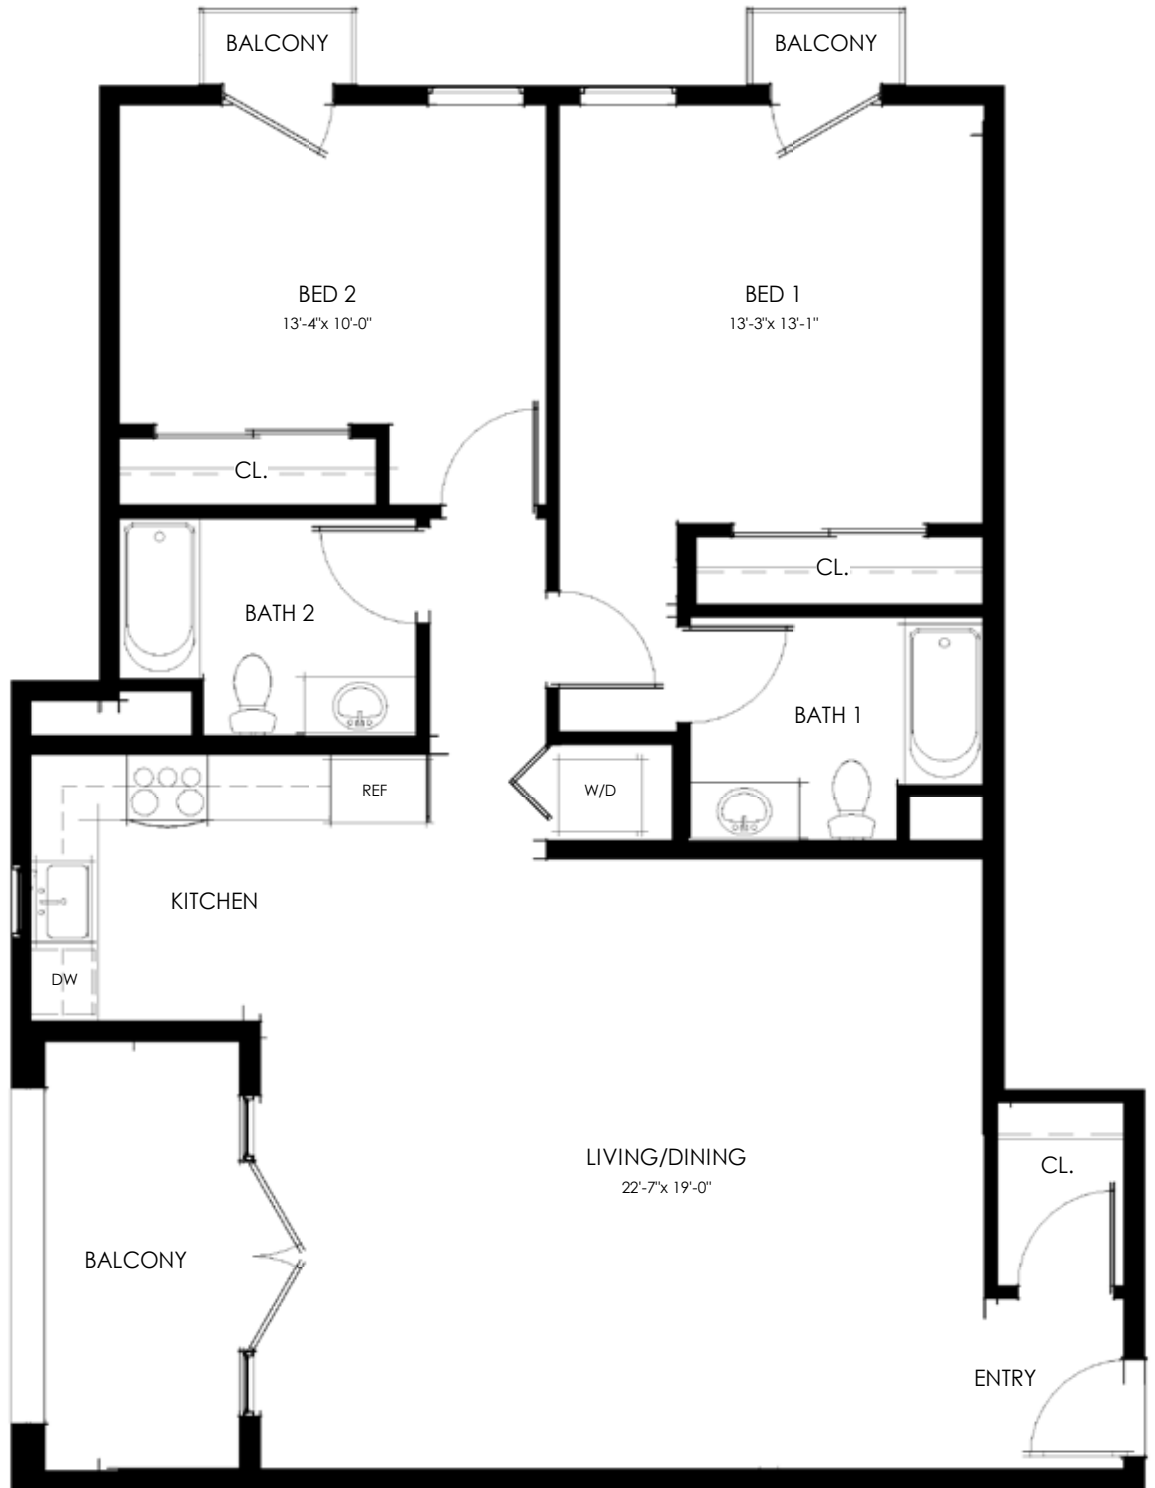 BALCONY
BALCONY
BED 2
13'-4"x 10'-0"
BED 1
13'-3"x 13'-1"
CL.
CL.
BATH 2
BATH 1
REF
W/D
KITCHEN
DW
LIVING/DINING
22'-7"x 19'-0"
CL.
BALCONY
ENTRY